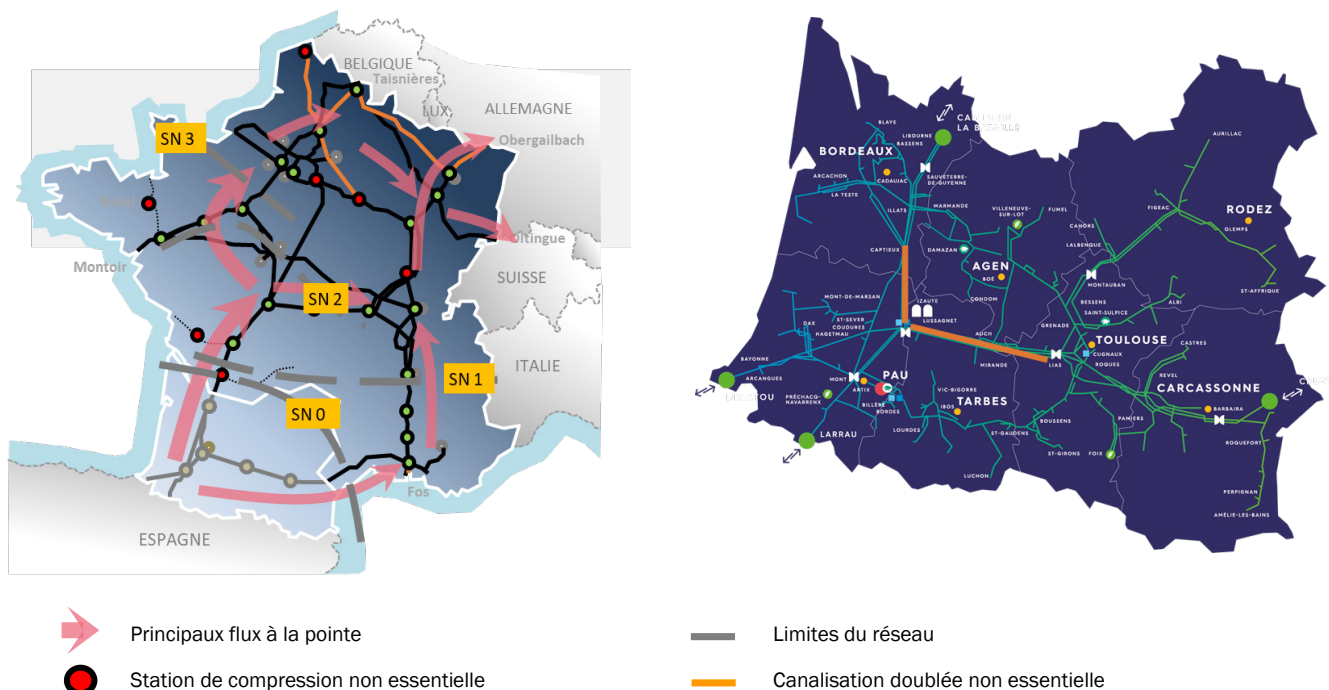 BELGIQUE
Taisnières
LUX
ALLEMAGNE
Obergailbach
SN 3
Oltingue
Montoir
SUISSE
SN 2
ITALIE
SN 1
SN 0
Fos
ESPAGNE
BLAYE
LIBOURNE
BASSENS
BORDEAUX
CADAUJAC
SAUVETERRE-
DE-GUYENNE
ARCACHON
LA TESTE
ILLATS
MARMANDE
VILLENEUVE-
SUR-LOT
FUMEL
CAHORS
LALBENQUE
FIGEAC
AURILLAC
RODEZ
OLEMPS
ST-AFFRIQUE
CAPTIEUX
DAMAZAN
AGEN
BOÉ
CONDOM
MONTAUBAN
MONT-DE-MARSAN
IZAUTE
LUSSAGNET
ST-SEVER
COUDURES
HAGETMAU
DAX
AUCH
GRENADE
BESSENS
SAINT-SULPICE
ALBI
TOULOUSE
CUGNAUX
ROQUES
CASTRES
REVEL
CARCASSONNE
BARBAIRA
BAYONNE
ARCANGUES
MONT
ARTIX
PAU
MIRANDE
LIAS
PRÉCHACQ-
NAVARRENX
BILLÈRE
BORDES
VIC-BIGORRE
IBOS
TARBES
LARRAU
LOURDES
ST-GAUDENS
BOUSSENS
PAMIERS
ST-GIRONS
FOIX
LUCHON
ROQUEFORT
PERPIGNAN
AMÉLIE-LES-BAINS
Principaux flux à la pointe
Limites du réseau
Station de compression non essentielle
Canalisation doublée non essentielle